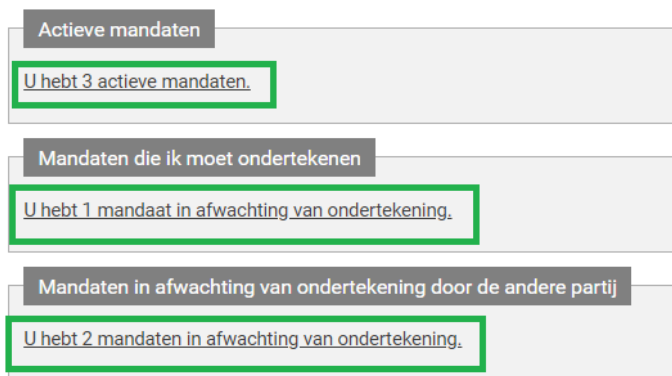 Actieve mandaten
U hebt 3 actieve mandaten.
Mandaten die ik moet ondertekenen
U hebt 1 mandaat in afwachting van ondertekening.
Mandaten in afwachting van ondertekening door de andere partij
U hebt 2 mandaten in afwachting van ondertekening.